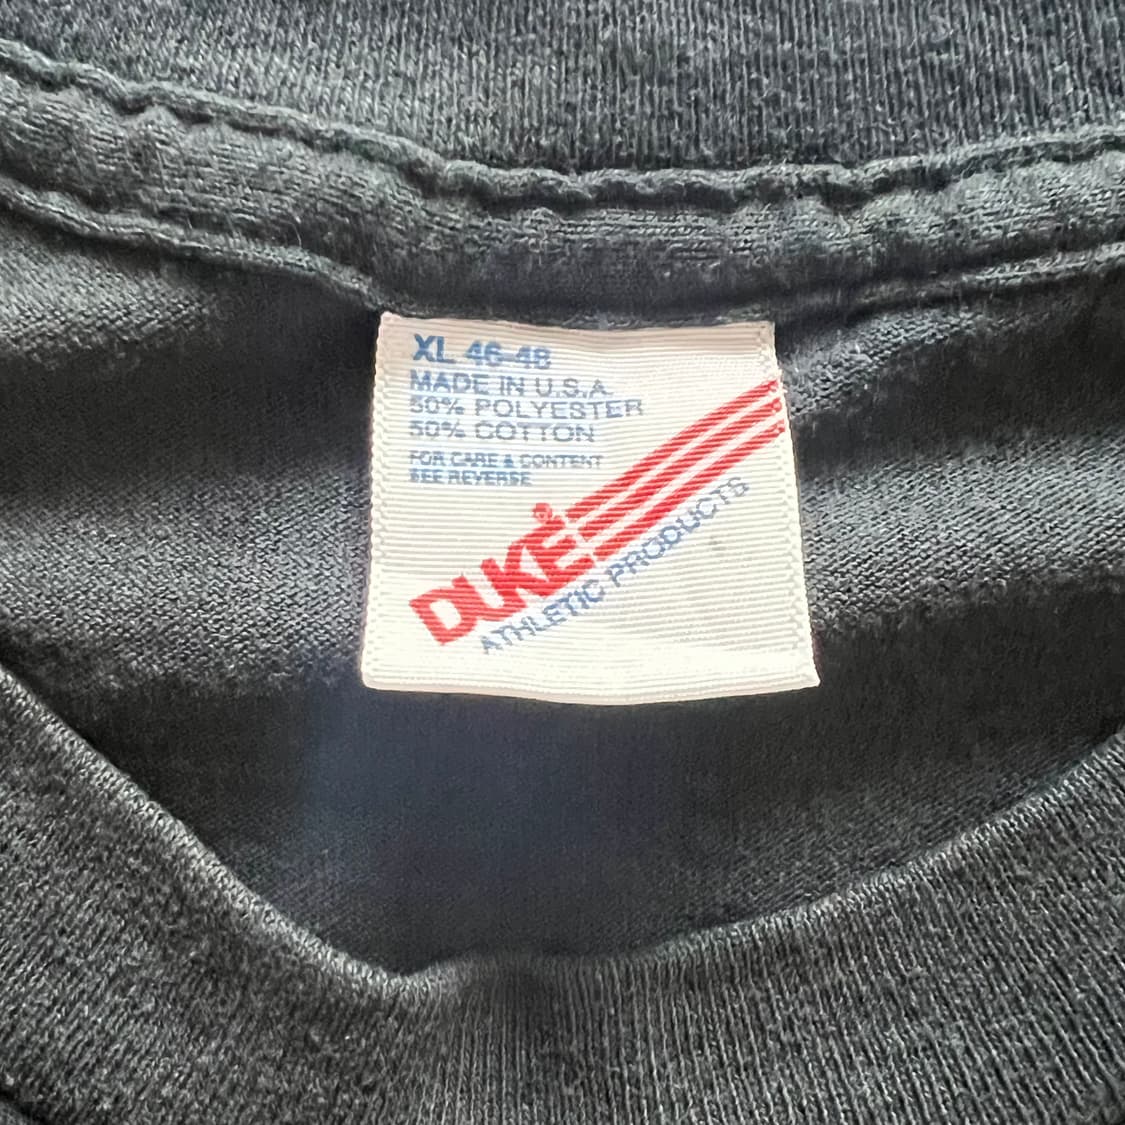 XL 46-48
MADE IN U.S.A.
50% POLYESTER
50% COTTON
FOR CARE & CONTENT
SEE REVERSE
DUKE®
ATHLETIC PRODUCTS